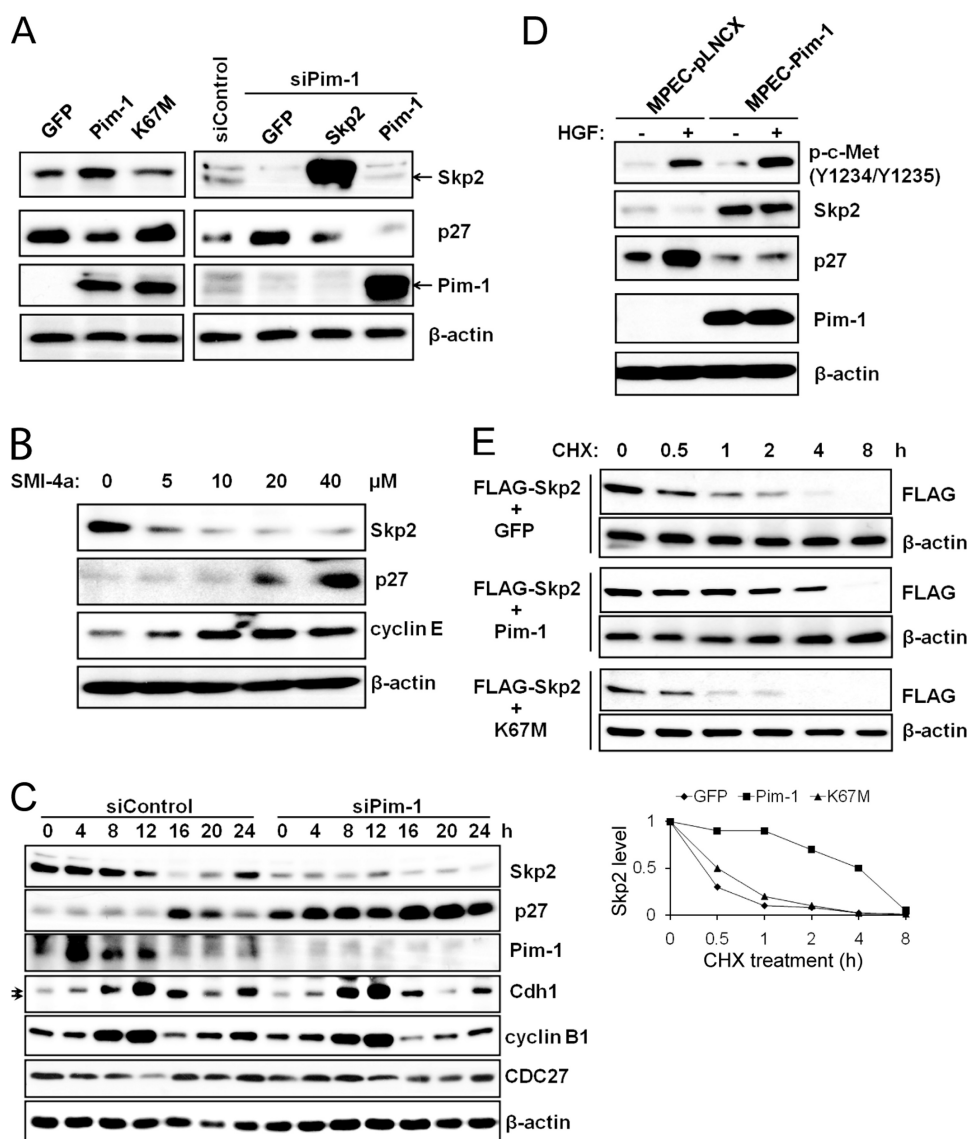 A
GFP Pim-1 K67M
siControl
siPim-1
GFP Skp2 Pim-1
Skp2
p27
Pim-1
β-actin
B
SMI-4a: 0 5 10 20 40 µM
Skp2
p27
cyclin E
β-actin
C
siControl siPim-1
0 4 8 12 16 20 24 0 4 8 12 16 20 24 h
Skp2
p27
Pim-1
Cdh1
cyclin B1
CDC27
β-actin
D
MPEC-pLNCX MPEC-Pim-1
HGF: - + - +
p-c-Met
(Y1234/Y1235)
Skp2
p27
Pim-1
β-actin
E
CHX: 0 0.5 1 2 4 8 h
FLAG-Skp2
+
GFP
FLAG
β-actin
FLAG-Skp2
+
Pim-1
FLAG
β-actin
FLAG-Skp2
+
K67M
FLAG
β-actin
GFP Pim-1 K67M
Skp2 level
1
0.5
0
0 0.5 1 2 4 8
CHX treatment (h)